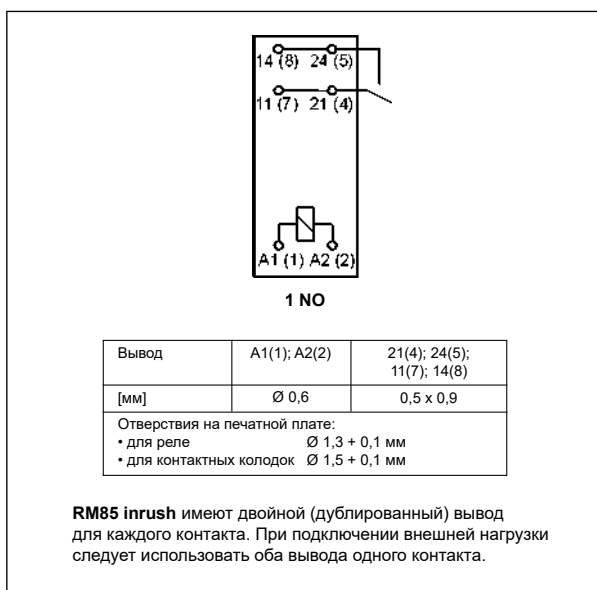 14 (8) 24 (5)
11 (7) 21 (4)
A1 (1) A2 (2)
1 NO
Вывод A1(1); A2(2) 21(4); 24(5);
11(7); 14(8)
[мм] Ø 0,6 0,5 x 0,9
Отверствия на печатной плате:
• для реле Ø 1,3 + 0,1 мм
• для контактных колодок Ø 1,5 + 0,1 мм
RM85 inrush имеют двойной (дублированный) вывод
для каждого контакта. При подключении внешней нагрузки
следует использовать оба вывода одного контакта.